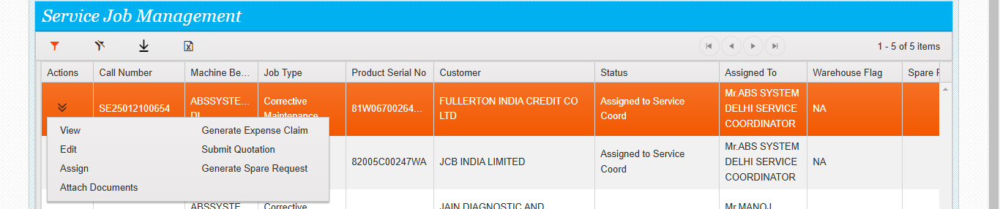 Service Job Management
1 - 5 of 5 items
Actions Call Number Machine Be... Job Type Product Serial No Customer Status Assigned To Warehouse Flag Spare
SE25012100654 ABSSYSTE... DI Corrective Maintenance 81W06700264... FULLERTON INDIA CREDIT CO LTD Assigned to Service Coord Mr.ABS SYSTEM DELHI SERVICE COORDINATOR NA
View Generate Expense Claim
Edit Submit Quotation
Assign Generate Spare Request
Attach Documents
82005C00247WA JCB INDIA LIMITED Assigned to Service Coord Mr.ABS SYSTEM DELHI SERVICE COORDINATOR NA
ABSSYSTE... Corrective JAIN DIAGNOSTIC AND Mr.MANOJ